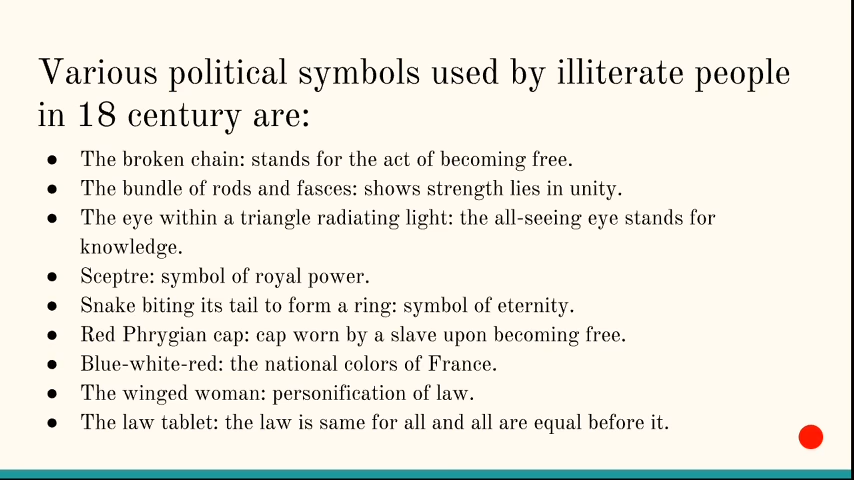 Various political symbols used by illiterate people
in 18 century are:
● The broken chain: stands for the act of becoming free.
● The bundle of rods and fasces: shows strength lies in unity.
● The eye within a triangle radiating light: the all-seeing eye stands for
knowledge.
● Sceptre: symbol of royal power.
● Snake biting its tail to form a ring: symbol of eternity.
● Red Phrygian cap: cap worn by a slave upon becoming free.
● Blue-white-red: the national colors of France.
● The winged woman: personification of law.
● The law tablet: the law is same for all and all are equal before it.